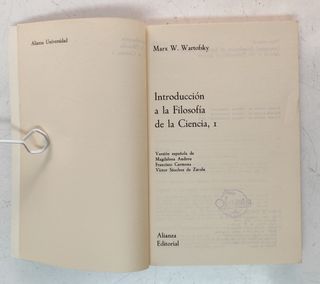 Alianza Universidad
Marx W. Wartofsky
Introducción
a la Filosofía
de la Ciencia, 1
Versión española de
Magdalena Andreu
Francisco Carmona
Víctor Sánchez de Zavala
Alianza
Editorial